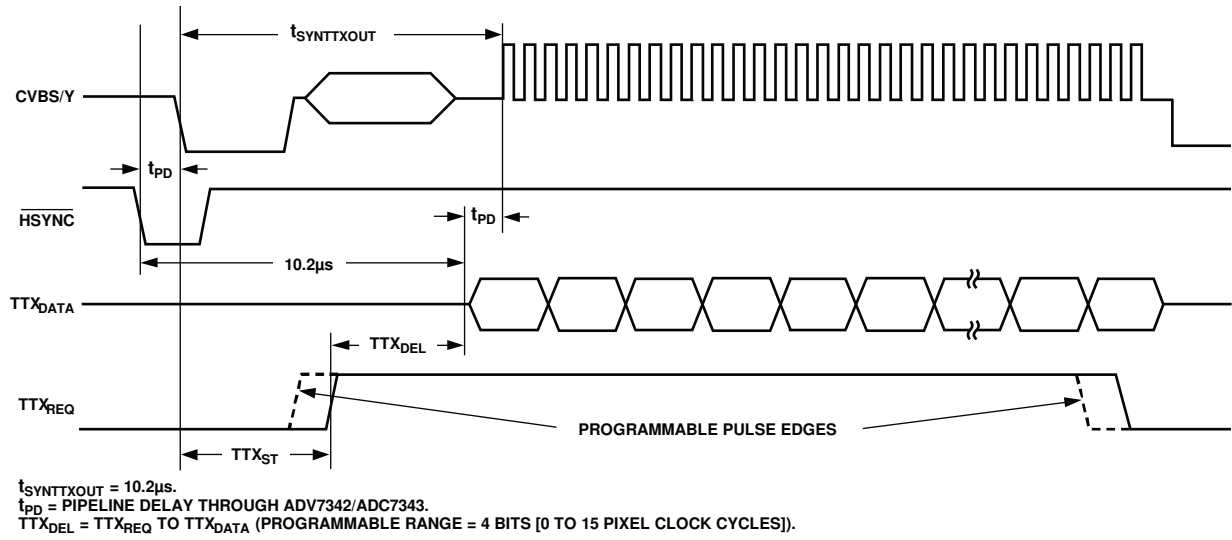 tSYNTTXOUT
CVBS/Y
tPD
HSYNC
tPD
10.2µs
TTXDATA
TTXDEL
TTXREQ
PROGRAMMABLE PULSE EDGES
TTXST
tSYNTTXOUT = 10.2µs.
tPD = PIPELINE DELAY THROUGH ADV7342/ADC7343.
TTXDEL = TTXREQ TO TTXDATA (PROGRAMMABLE RANGE = 4 BITS [0 TO 15 PIXEL CLOCK CYCLES]).